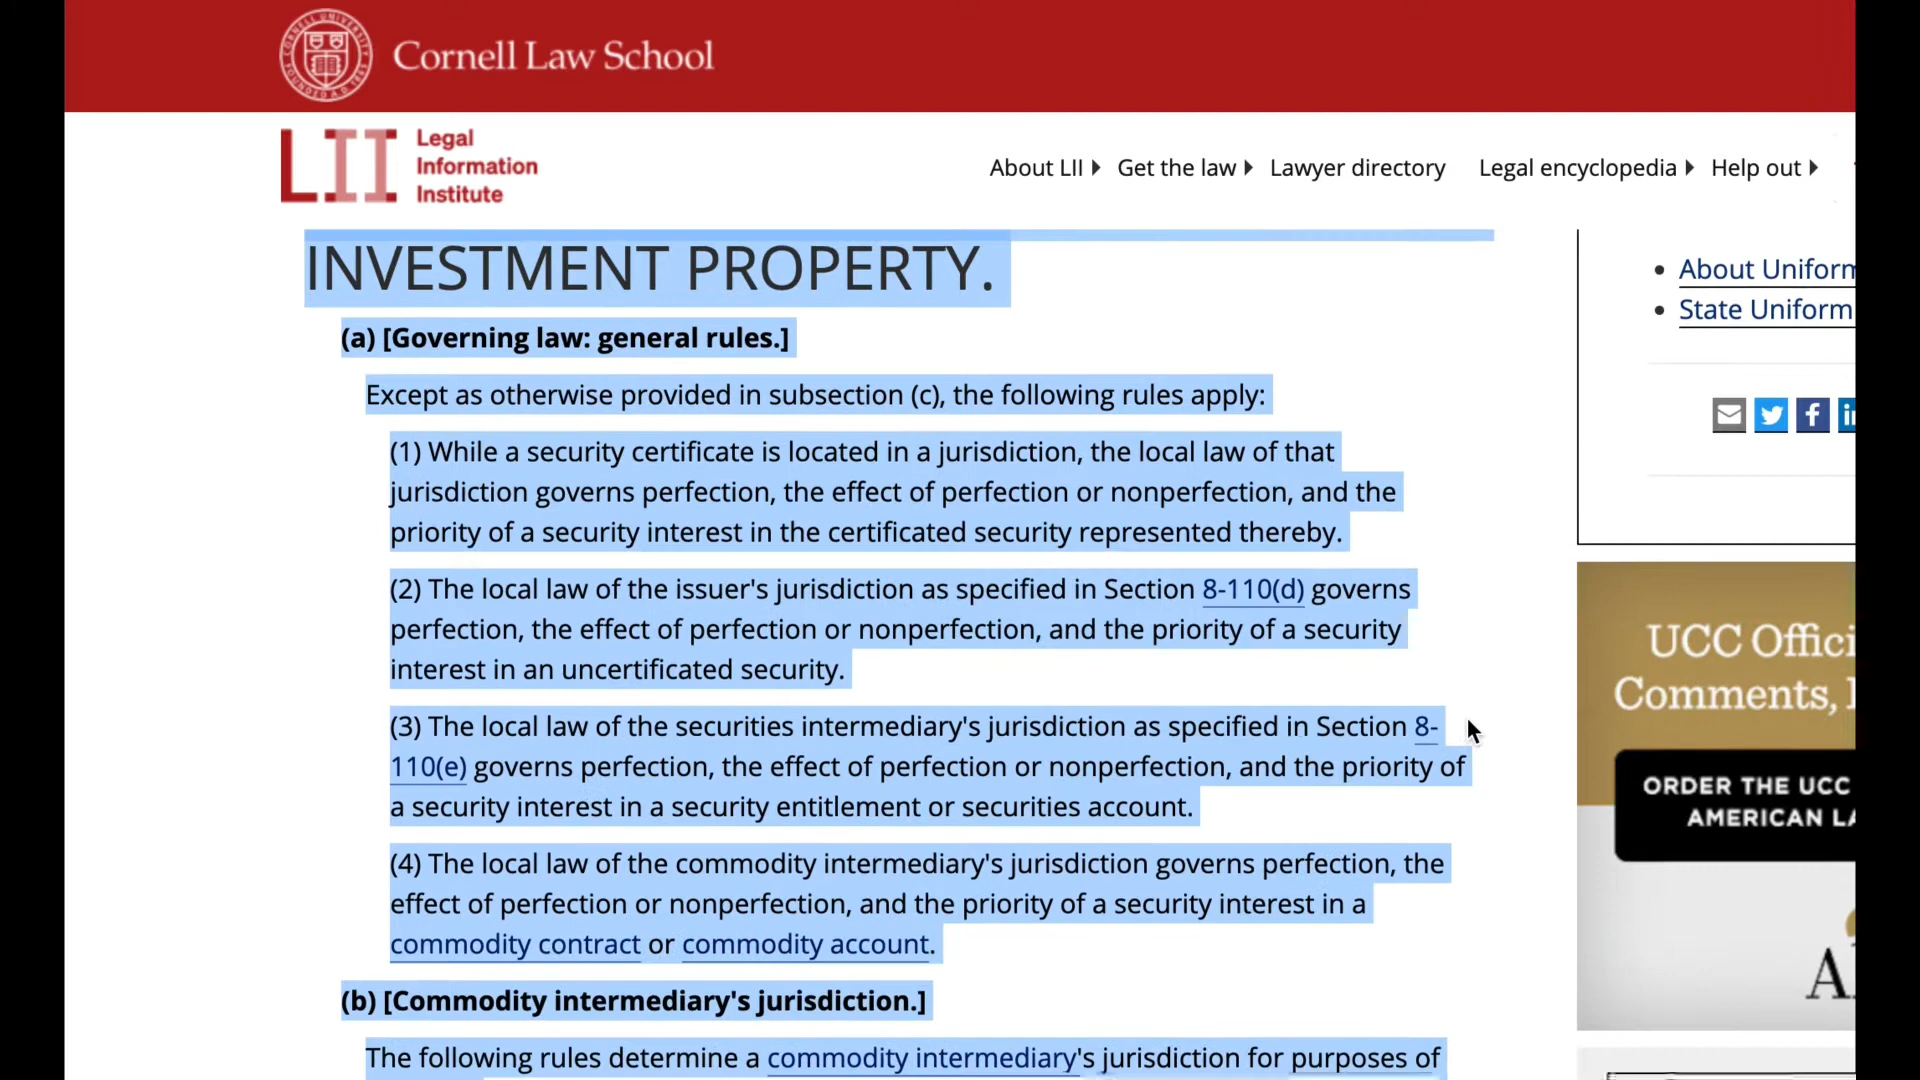 Cornell Law School
LII
Legal
Information
Institute
About LII
Get the law
Lawyer directory
Legal encyclopedia
Help out
INVESTMENT PROPERTY.
(a) [Governing law: general rules.]
Except as otherwise provided in subsection (c), the following rules apply:
(1) While a security certificate is located in a jurisdiction, the local law of that
jurisdiction governs perfection, the effect of perfection or nonperfection, and the
priority of a security interest in the certificated security represented thereby.
(2) The local law of the issuer's jurisdiction as specified in Section 8-110(d) governs
perfection, the effect of perfection or nonperfection, and the priority of a security
interest in an uncertificated security.
(3) The local law of the securities intermediary's jurisdiction as specified in Section 8-
110(e) governs perfection, the effect of perfection or nonperfection, and the priority of
a security interest in a security entitlement or securities account.
(4) The local law of the commodity intermediary's jurisdiction governs perfection, the
effect of perfection or nonperfection, and the priority of a security interest in a
commodity contract or commodity account.
(b) [Commodity intermediary's jurisdiction.]
The following rules determine a commodity intermediary's jurisdiction for purposes of
About Uniform
State Uniform
UCC Offici
Comments,
ORDER THE UCC
AMERICAN LA